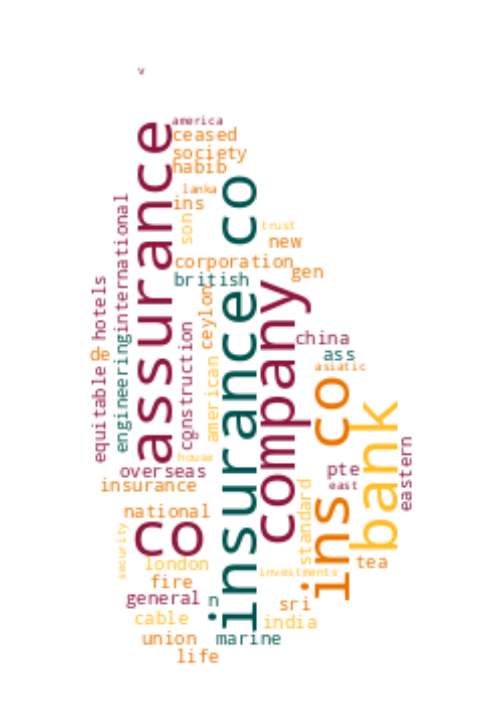 v
america
ceased
society
habib
lanka
ins
son
trust
new
corporation
gen
british
assurance
insurance co
company
international
hotels
de
equitable
engineering
construction
ceylon
american
china
ass
asiatic
house
overseas
insurance
pte
east
eastern
bank
ins co
standard
national
co
security
london
fire
investments
tea
general
n
sri
cable
india
union
marine
life